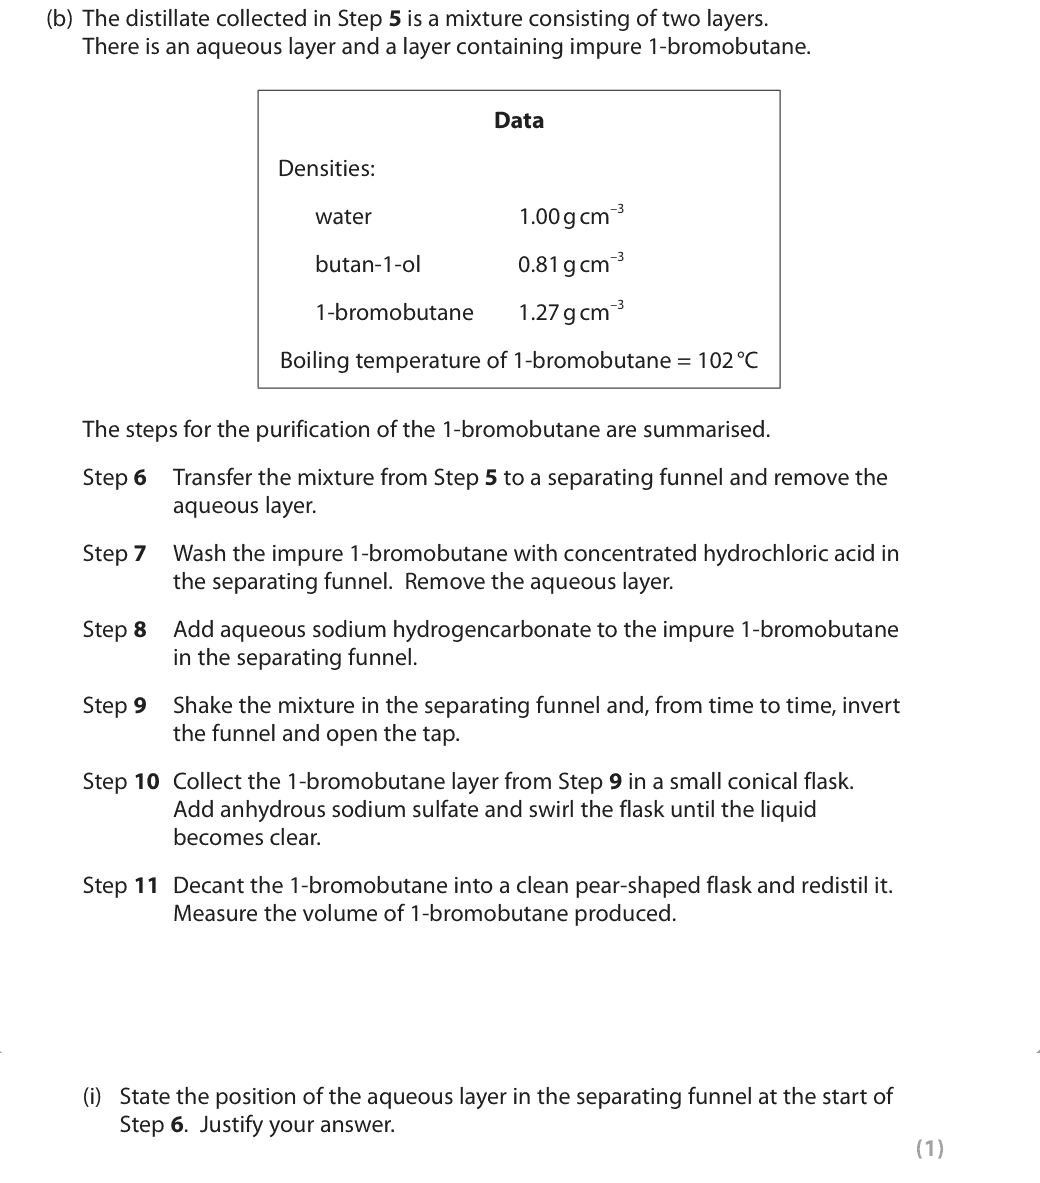 (b) The distillate collected in Step 5 is a mixture consisting of two layers.
There is an aqueous layer and a layer containing impure 1-bromobutane.
Data
Densities:
water 1.00 g cm⁻³
butan-1-ol 0.81 g cm⁻³
1-bromobutane 1.27 g cm⁻³
Boiling temperature of 1-bromobutane = 102 °C
The steps for the purification of the 1-bromobutane are summarised.
Step 6 Transfer the mixture from Step 5 to a separating funnel and remove the
aqueous layer.
Step 7 Wash the impure 1-bromobutane with concentrated hydrochloric acid in
the separating funnel. Remove the aqueous layer.
Step 8 Add aqueous sodium hydrogencarbonate to the impure 1-bromobutane
in the separating funnel.
Step 9 Shake the mixture in the separating funnel and, from time to time, invert
the funnel and open the tap.
Step 10 Collect the 1-bromobutane layer from Step 9 in a small conical flask.
Add anhydrous sodium sulfate and swirl the flask until the liquid
becomes clear.
Step 11 Decant the 1-bromobutane into a clean pear-shaped flask and redistil it.
Measure the volume of 1-bromobutane produced.
(i) State the position of the aqueous layer in the separating funnel at the start of
Step 6. Justify your answer.
(1)